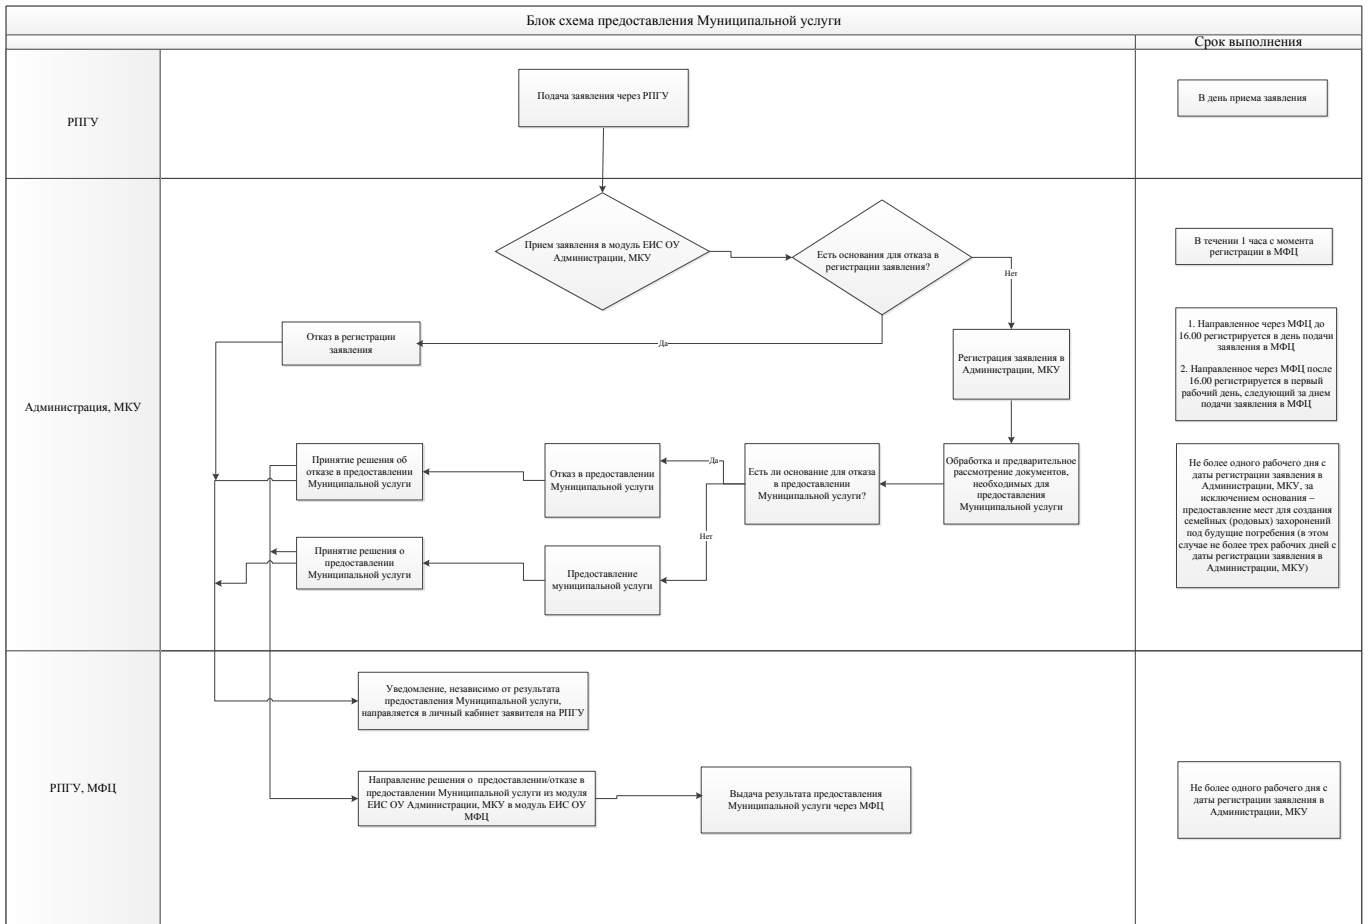 Блок схема предоставления Муниципальной услуги
Срок выполнения
РПГУ
Подача заявления через РПГУ
В день приема заявления
Администрация, МКУ
Прием заявления в модуль ЕИС ОУ
Администрации, МКУ
Есть основания для отказа в
регистрации заявления?
Нет
В течении 1 часа с момента
регистрации в МФЦ
Отказ в регистрации
заявления
Да
Регистрация заявления в
Администрации, МКУ
1. Направленное через МФЦ до
16.00 регистрируется в день подачи
заявления в МФЦ
2. Направленное через МФЦ после
16.00 регистрируется в первый
рабочий день, следующий за днем
подачи заявления в МФЦ
Принятие решения об
отказе в предоставлении
Муниципальной услуги
Отказ в предоставлении
Муниципальной услуги
Да
Есть ли основание для отказа
в предоставлении
Муниципальной услуги?
Обработка и предварительное
рассмотрение документов,
необходимых для
предоставления
Муниципальной услуги
Не более одного рабочего дня с
даты регистрации заявления в
Администрации, МКУ, за
исключением основания –
предоставление мест для создания
семейных (родовых) захоронений
под будущие погребения (в этом
случае не более трех рабочих дней с
даты регистрации заявления в
Администрации, МКУ)
Нет
Принятие решения о
предоставлении
Муниципальной услуги
Предоставление
муниципальной услуги
РПГУ, МФЦ
Уведомление, независимо от результата
предоставления Муниципальной услуги,
направляется в личный кабинет заявителя на РПГУ
Направление решения о предоставлении/отказе в
предоставлении Муниципальной услуги из модуля
ЕИС ОУ Администрации, МКУ в модуль ЕИС ОУ
МФЦ
Выдача результата предоставления
Муниципальной услуги через МФЦ
Не более одного рабочего дня с
даты регистрации заявления в
Администрации, МКУ